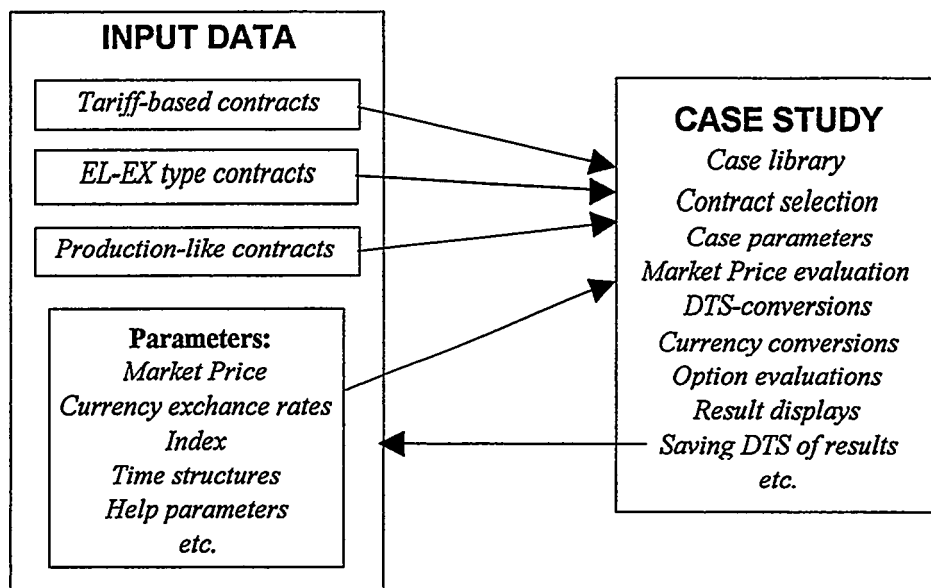 INPUT DATA
Tariff-based contracts
EL-EX type contracts
Production-like contracts
Parameters:
Market Price
Currency exchance rates
Index
Time structures
Help parameters
etc.
CASE STUDY
Case library
Contract selection
Case parameters
Market Price evaluation
DTS-conversions
Currency conversions
Option evaluations
Result displays
Saving DTS of results
etc.